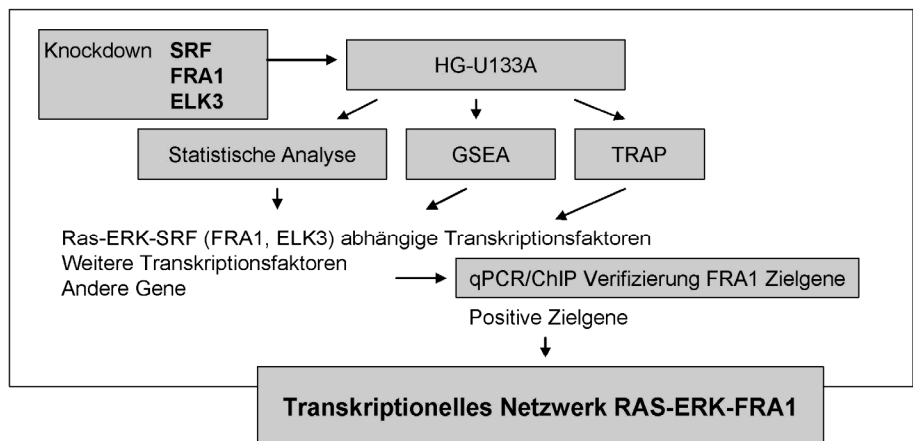 Knockdown SRF
FRA1
ELK3
HG-U133A
Statistische Analyse
GSEA
TRAP
Ras-ERK-SRF (FRA1, ELK3) abhängige Transkriptionsfaktoren
Weitere Transkriptionsfaktoren
Andere Gene
qPCR/ChIP Verifizierung FRA1 Zielgene
Positive Zielgene
Transkriptionelles Netzwerk RAS-ERK-FRA1